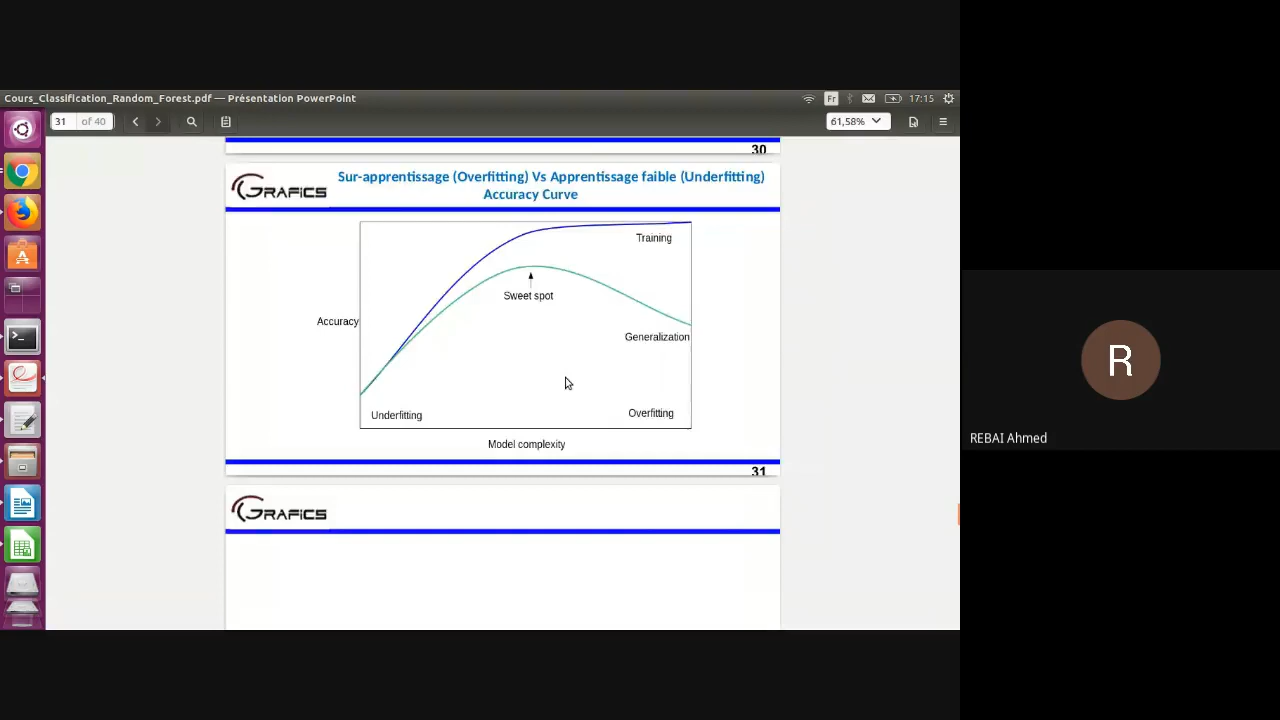 Cours_Classification_Random_Forest.pdf — Présentation PowerPoint
Fr
17:15
31 of 40
61,58%
30
GRAFICS
Sur-apprentissage (Overfitting) Vs Apprentissage faible (Underfitting)
Accuracy Curve
Training
Sweet spot
Accuracy
Generalization
Underfitting
Overfitting
Model complexity
31
GRAFICS
R
REBAI Ahmed